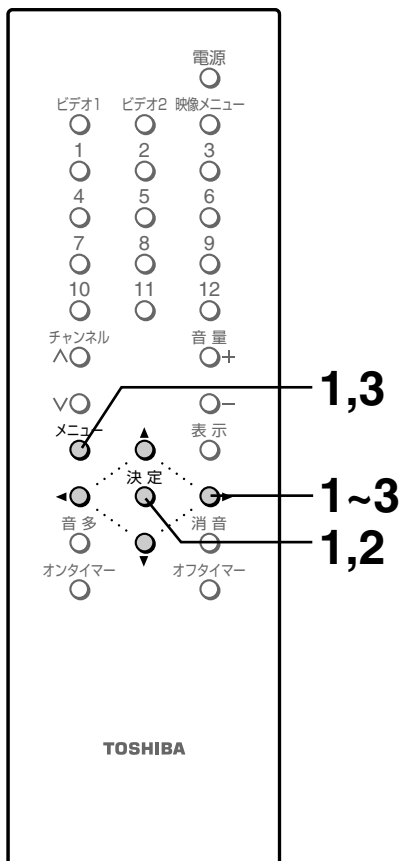 電源
ビデオ1 ビデオ2 映像メニュー
1 2 3
4 5 6
7 8 9
10 11 12
チャンネル 音量
∧ +
∨ −
1,3
メニュー ▲ 表示
◀ 決定 ▶
1~3
音多 ▼ 消音
1,2
オンタイマー オフタイマー
TOSHIBA